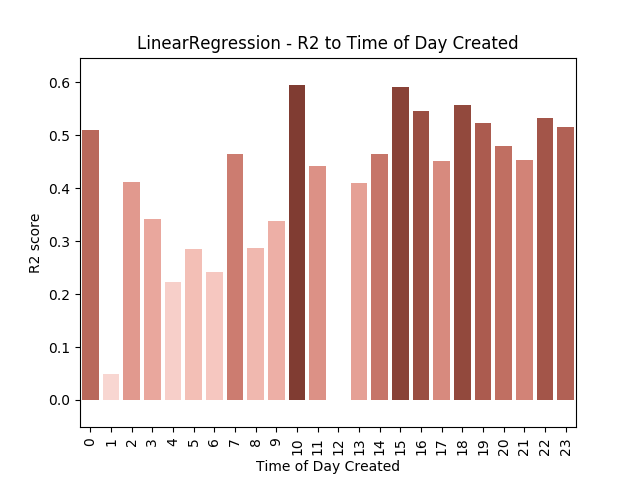 LinearRegression - R2 to Time of Day Created
R2 score
0.6
0.5
0.4
0.3
0.2
0.1
0.0
0 1 2 3 4 5 6 7 8 9 10 11 12 13 14 15 16 17 18 19 20 21 22 23
Time of Day Created